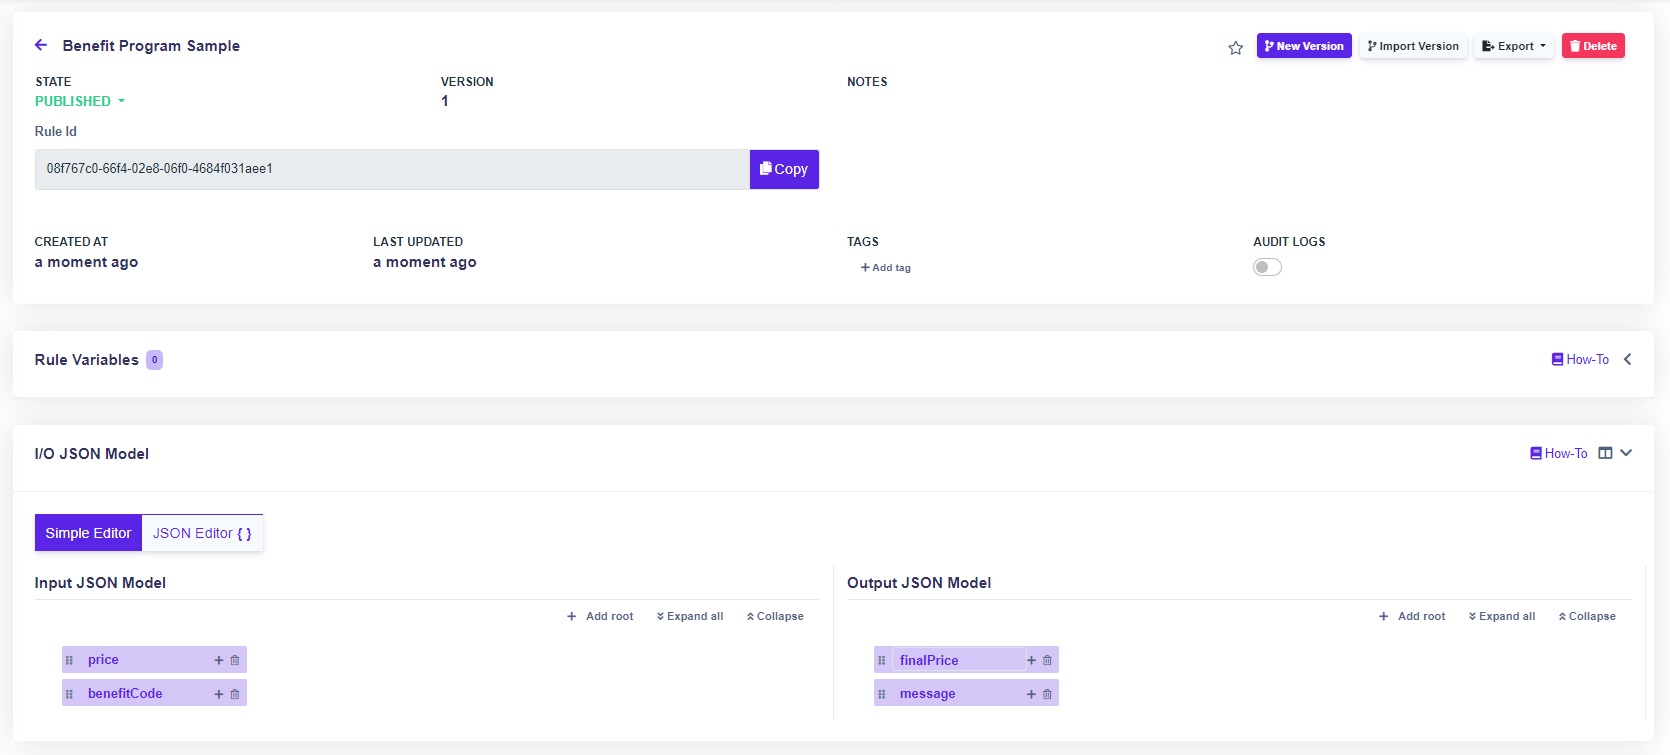 Benefit Program Sample
New Version
Import Version
Export
Delete
STATE
VERSION
NOTES
PUBLISHED
1
Rule Id
08f767c0-66f4-02e8-06f0-4684f031aee1
Copy
CREATED AT
LAST UPDATED
TAGS
AUDIT LOGS
a moment ago
a moment ago
+ Add tag
Rule Variables 0
How-To
I/O JSON Model
How-To
Simple Editor
JSON Editor { }
Input JSON Model
Output JSON Model
+ Add root
Expand all
Collapse
+ Add root
Expand all
Collapse
price
finalPrice
benefitCode
message